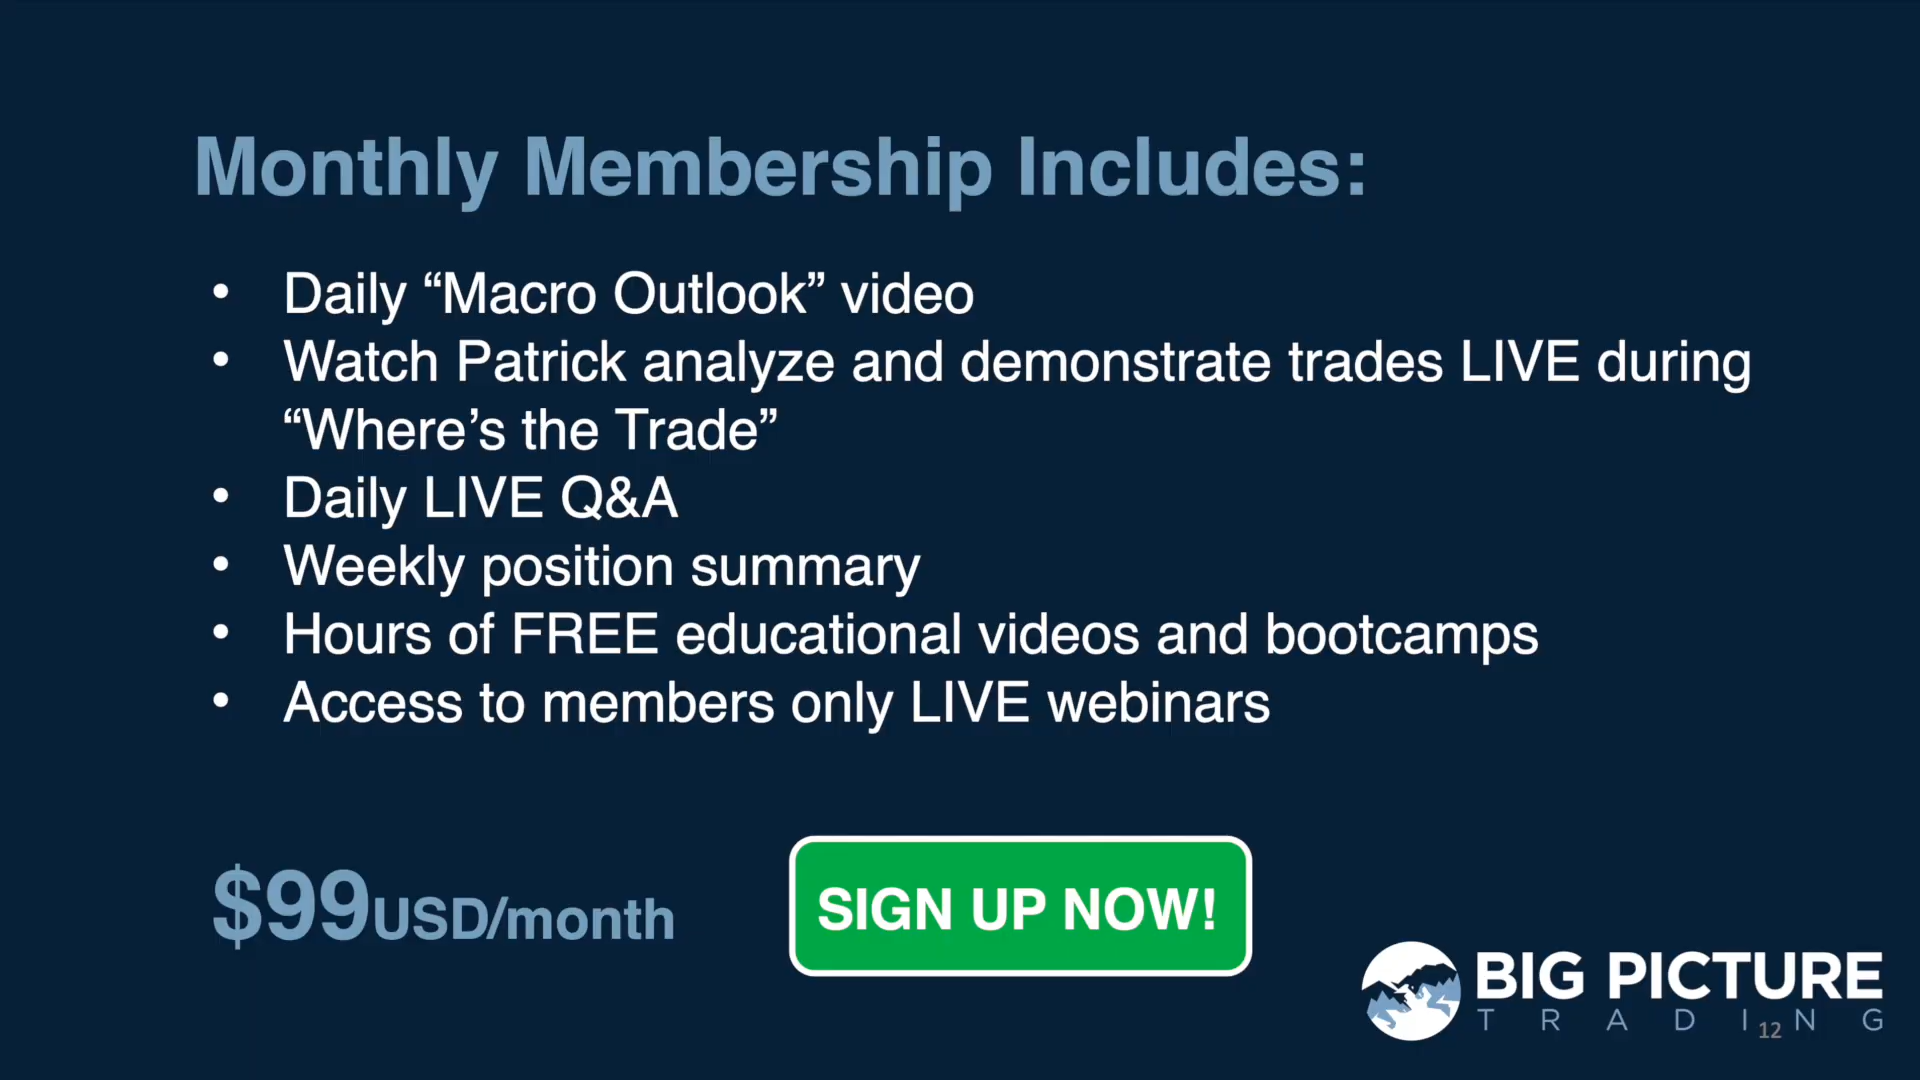 Monthly Membership Includes:
• Daily “Macro Outlook” video
• Watch Patrick analyze and demonstrate trades LIVE during
“Where’s the Trade”
• Daily LIVE Q&A
• Weekly position summary
• Hours of FREE educational videos and bootcamps
• Access to members only LIVE webinars
$99USD/month
SIGN UP NOW!
BIG PICTURE
TRADING
12